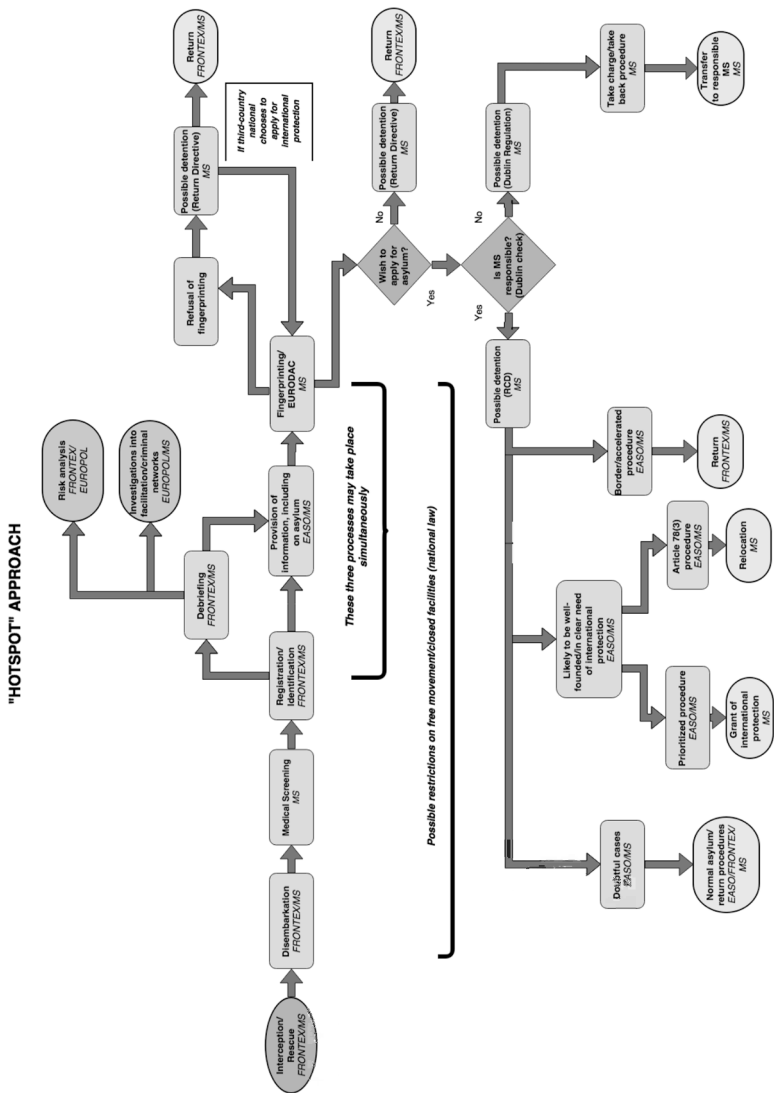 "HOTSPOT" APPROACH
Interception/
Rescue
FRONTEX/MS
Disembarkation
FRONTEX/MS
Medical Screening
MS
Registration/
Identification
FRONTEX/MS
Debriefing
FRONTEX/MS
Risk analysis
FRONTEX/
EUROPOL
Investigations into
facilitation/criminal
networks
EUROPOL/MS
Provision of
information, including
on asylum
EASO/MS
Fingerprinting/
EURODAC
MS
Refusal of
fingerprinting
Possible detention
(Return Directive)
MS
Return
FRONTEX/MS
If third-country
national
chooses to
apply for
international
protection
These three processes may take place
simultaneously
Possible restrictions on free movement/closed facilities (national law)
Wish to
apply for
asylum?
No
Possible detention
(Return Directive)
MS
Return
FRONTEX/MS
Yes
Is MS
responsible?
(Dublin check)
No
Possible detention
(Dublin Regulation)
MS
Take charge/take
back procedure
MS
Transfer
to responsible
MS
MS
Yes
Possible detention
(RCD)
MS
Doubtful cases
EASO/MS
Normal asylum/
return procedures
EASO/FRONTEX/
MS
Likely to be well-
founded/in clear need
of international
protection
EASO/MS
Prioritized procedure
EASO/MS
Grant of
international
protection
MS
Article 78(3)
procedure
EASO/MS
Relocation
MS
Border/accelerated
procedure
EASO/MS
Return
FRONTEX/MS